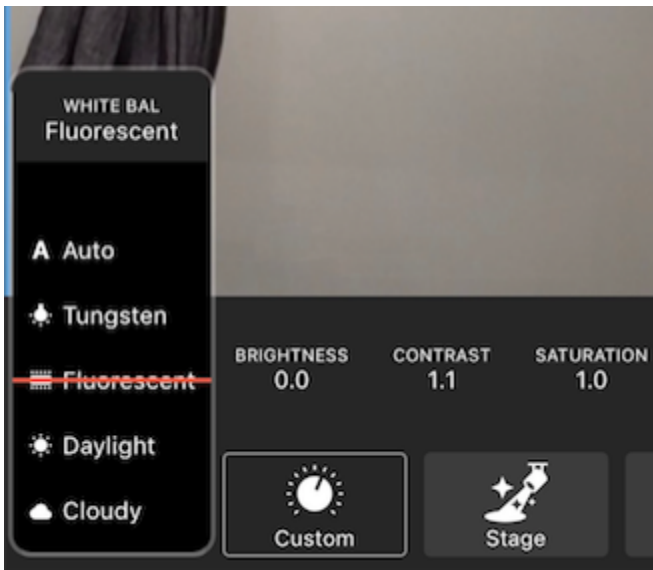 WHITE BAL
Fluorescent
A Auto
Tungsten
Fluorescent
Daylight
Cloudy
BRIGHTNESS CONTRAST SATURATION
0.0 1.1 1.0
Custom Stage